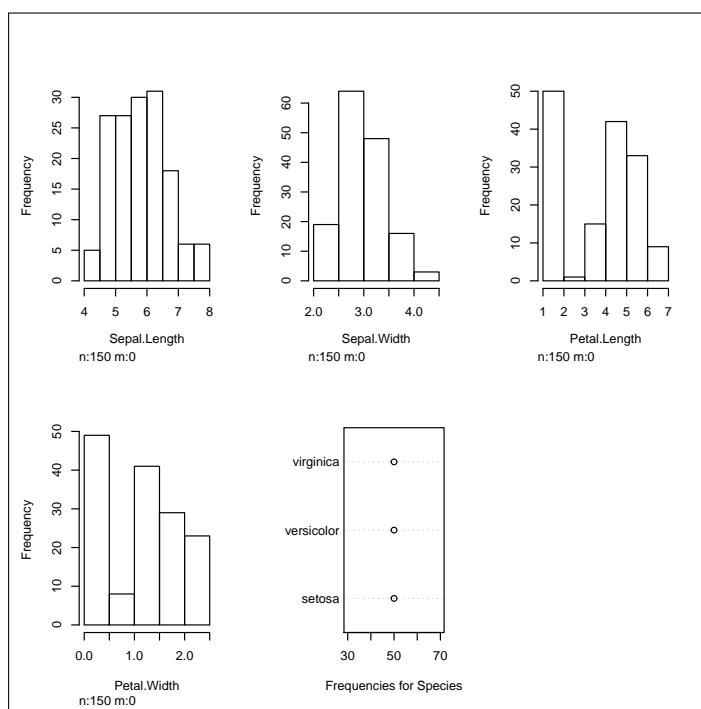 Frequency
0
5
10
15
20
25
30
4 5 6 7 8
Sepal.Length
n:150 m:0
Frequency
0
10
20
30
40
50
60
2.0 3.0 4.0
Sepal.Width
n:150 m:0
Frequency
0
10
20
30
40
50
1 2 3 4 5 6 7
Petal.Length
n:150 m:0
Frequency
0
10
20
30
40
50
0.0 1.0 2.0
Petal.Width
n:150 m:0
virginica
versicolor
setosa
30 50 70
Frequencies for Species